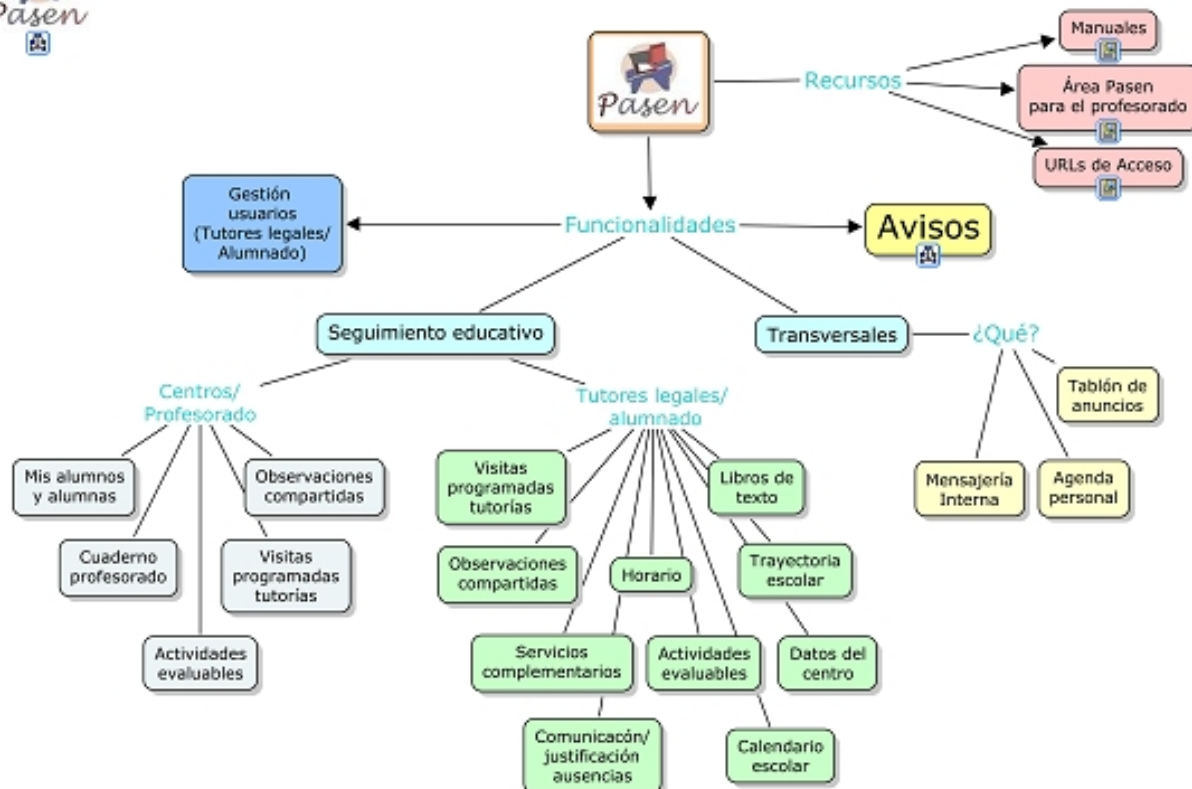 Pasen
Pasen
Recursos
Manuales
Área Pasen
para el profesorado
URLs de Acceso
Gestión
usuarios
(Tutores legales/
Alumnado)
Funcionalidades
Avisos
Seguimiento educativo
Transversales
¿Qué?
Centros/
Profesorado
Tutores legales/
alumnado
Tablón de
anuncios
Mensajería
Interna
Agenda
personal
Mis alumnos
y alumnas
Observaciones
compartidas
Cuaderno
profesorado
Visitas
programadas
tutorías
Actividades
evaluables
Visitas
programadas
tutorías
Libros de
texto
Observaciones
compartidas
Horario
Trayectoria
escolar
Servicios
complementarios
Actividades
evaluables
Datos del
centro
Comunicacón/
justificación
ausencias
Calendario
escolar